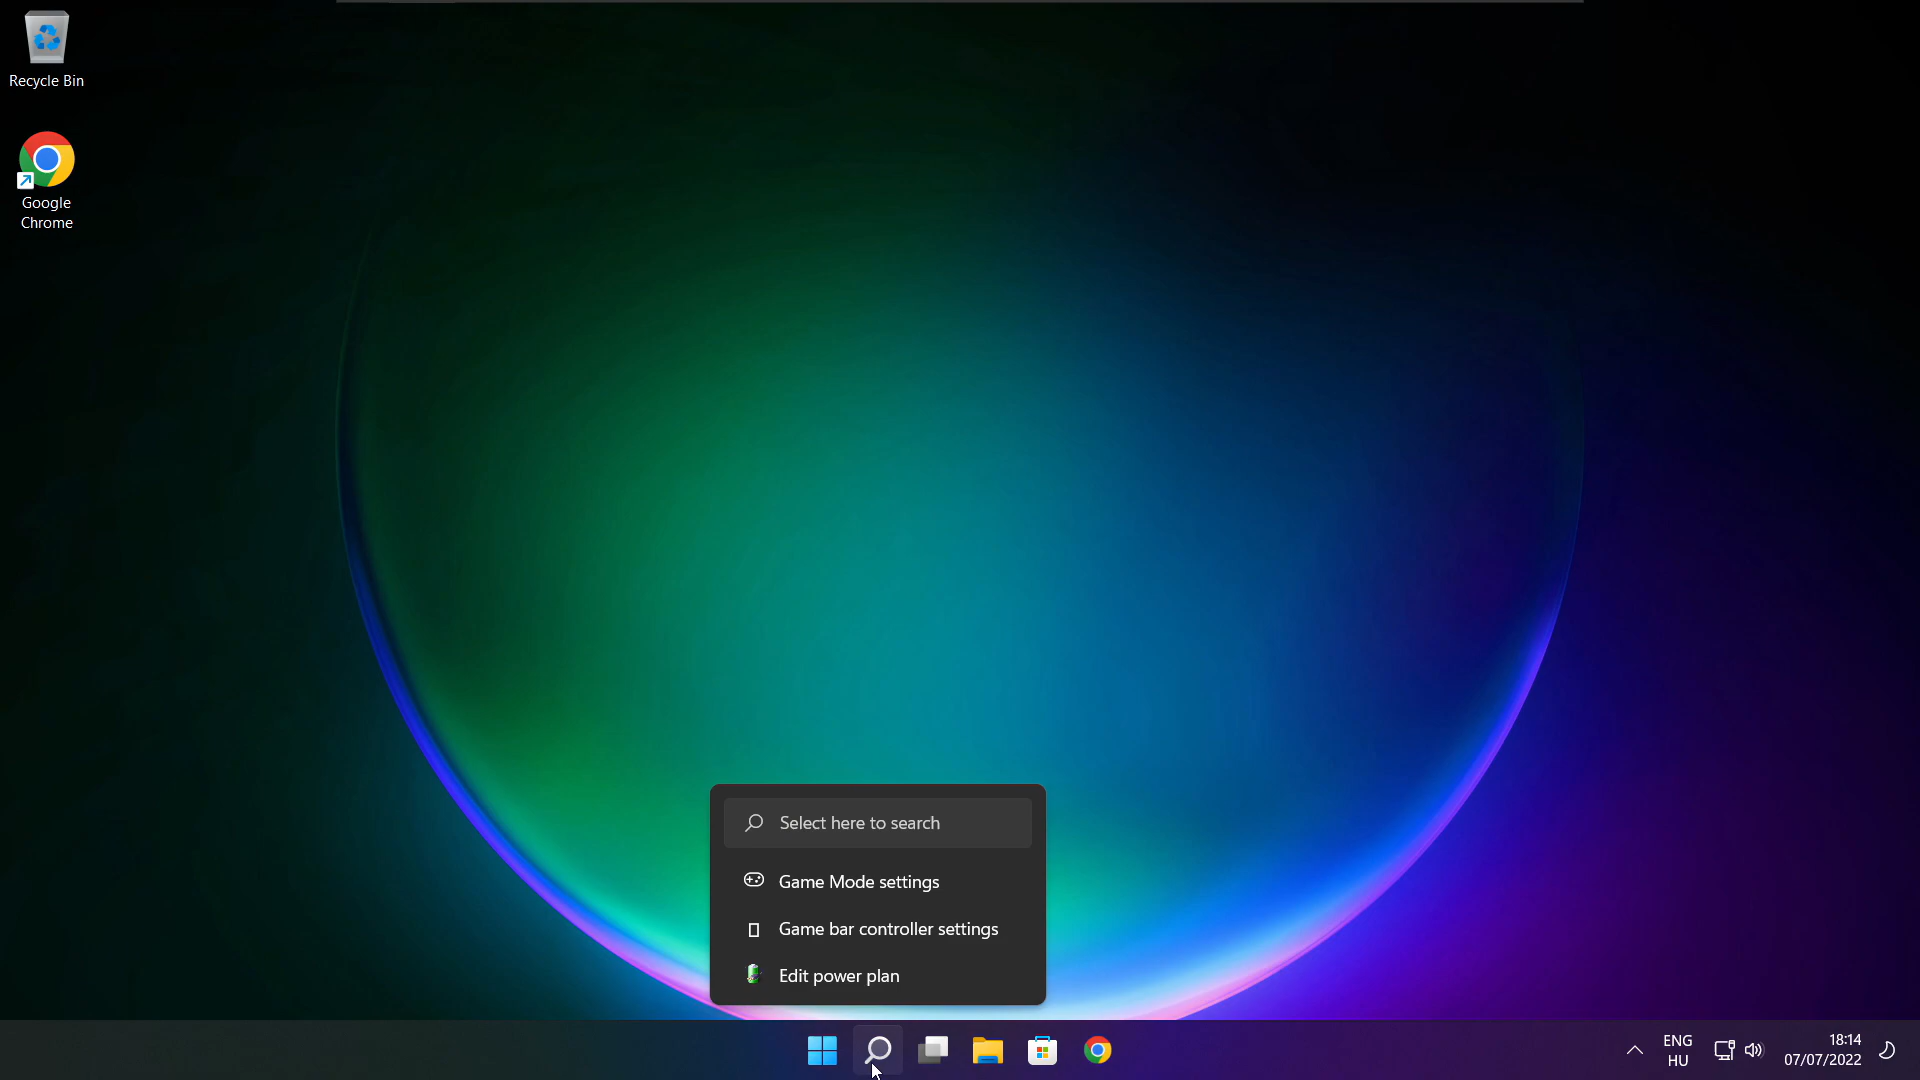 Recycle Bin
Google
Chrome
Select here to search
Game Mode settings
Game bar controller settings
Edit power plan
ENG
HU
18:14
07/07/2022